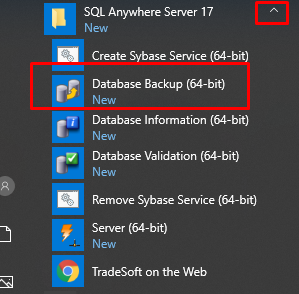 SQL Anywhere Server 17
Create Sybase Service (64-bit)
Database Backup (64-bit)
New
Database Information (64-bit)
New
Database Validation (64-bit)
New
Remove Sybase Service (64-bit)
Server (64-bit)
New
TradeSoft on the Web